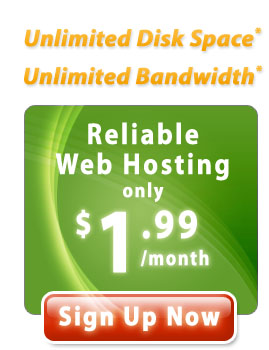 Unlimited Disk Space*
Unlimited Bandwidth*
Reliable
Web Hosting
only
$1.99
/month
Sign Up Now